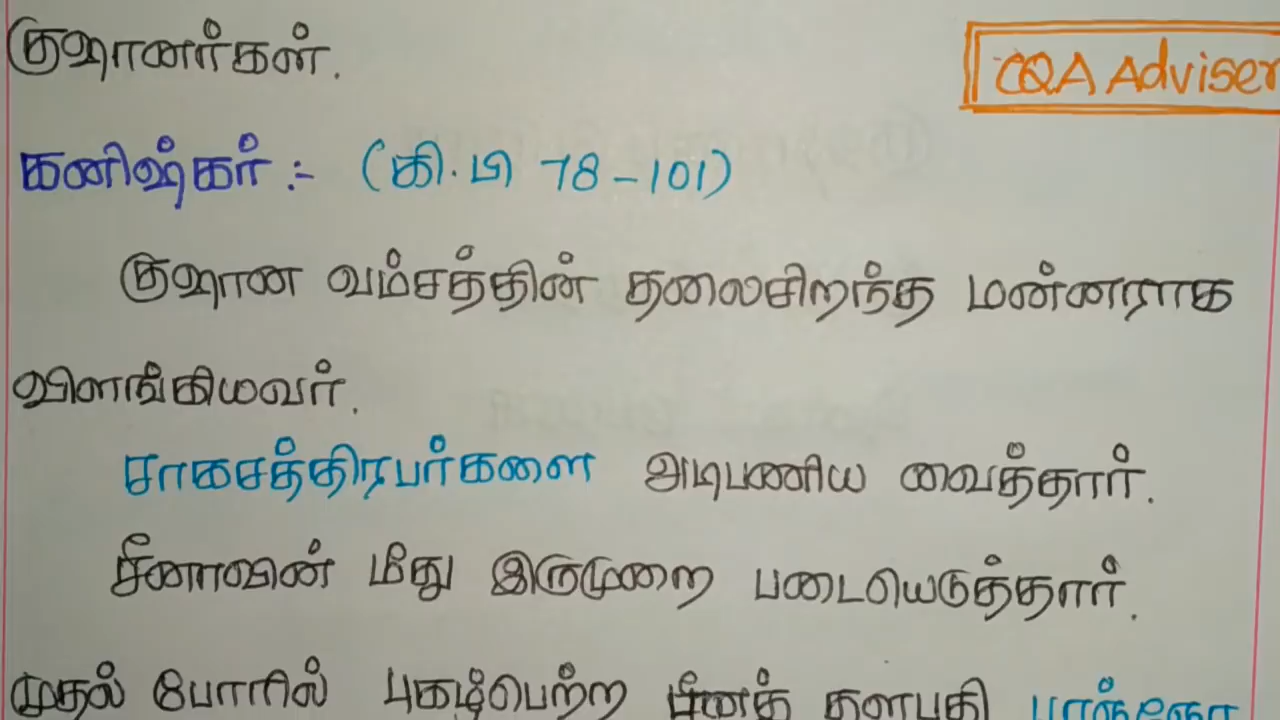 குஷானர்கள்.
CQA Adviser
கனிஷ்கர் :- (கி.பி 78-101)
குஷான வம்சத்தின் தலைசிறந்த மன்னராக
விளங்கியவர்.
சாகசத்திரபர்களை அடிபணிய வைத்தார்.
சீனாவின் மீது இருமுறை படையெடுத்தார்.
முதல் போரில் புகழ்பெற்ற சீனத் தளபதி